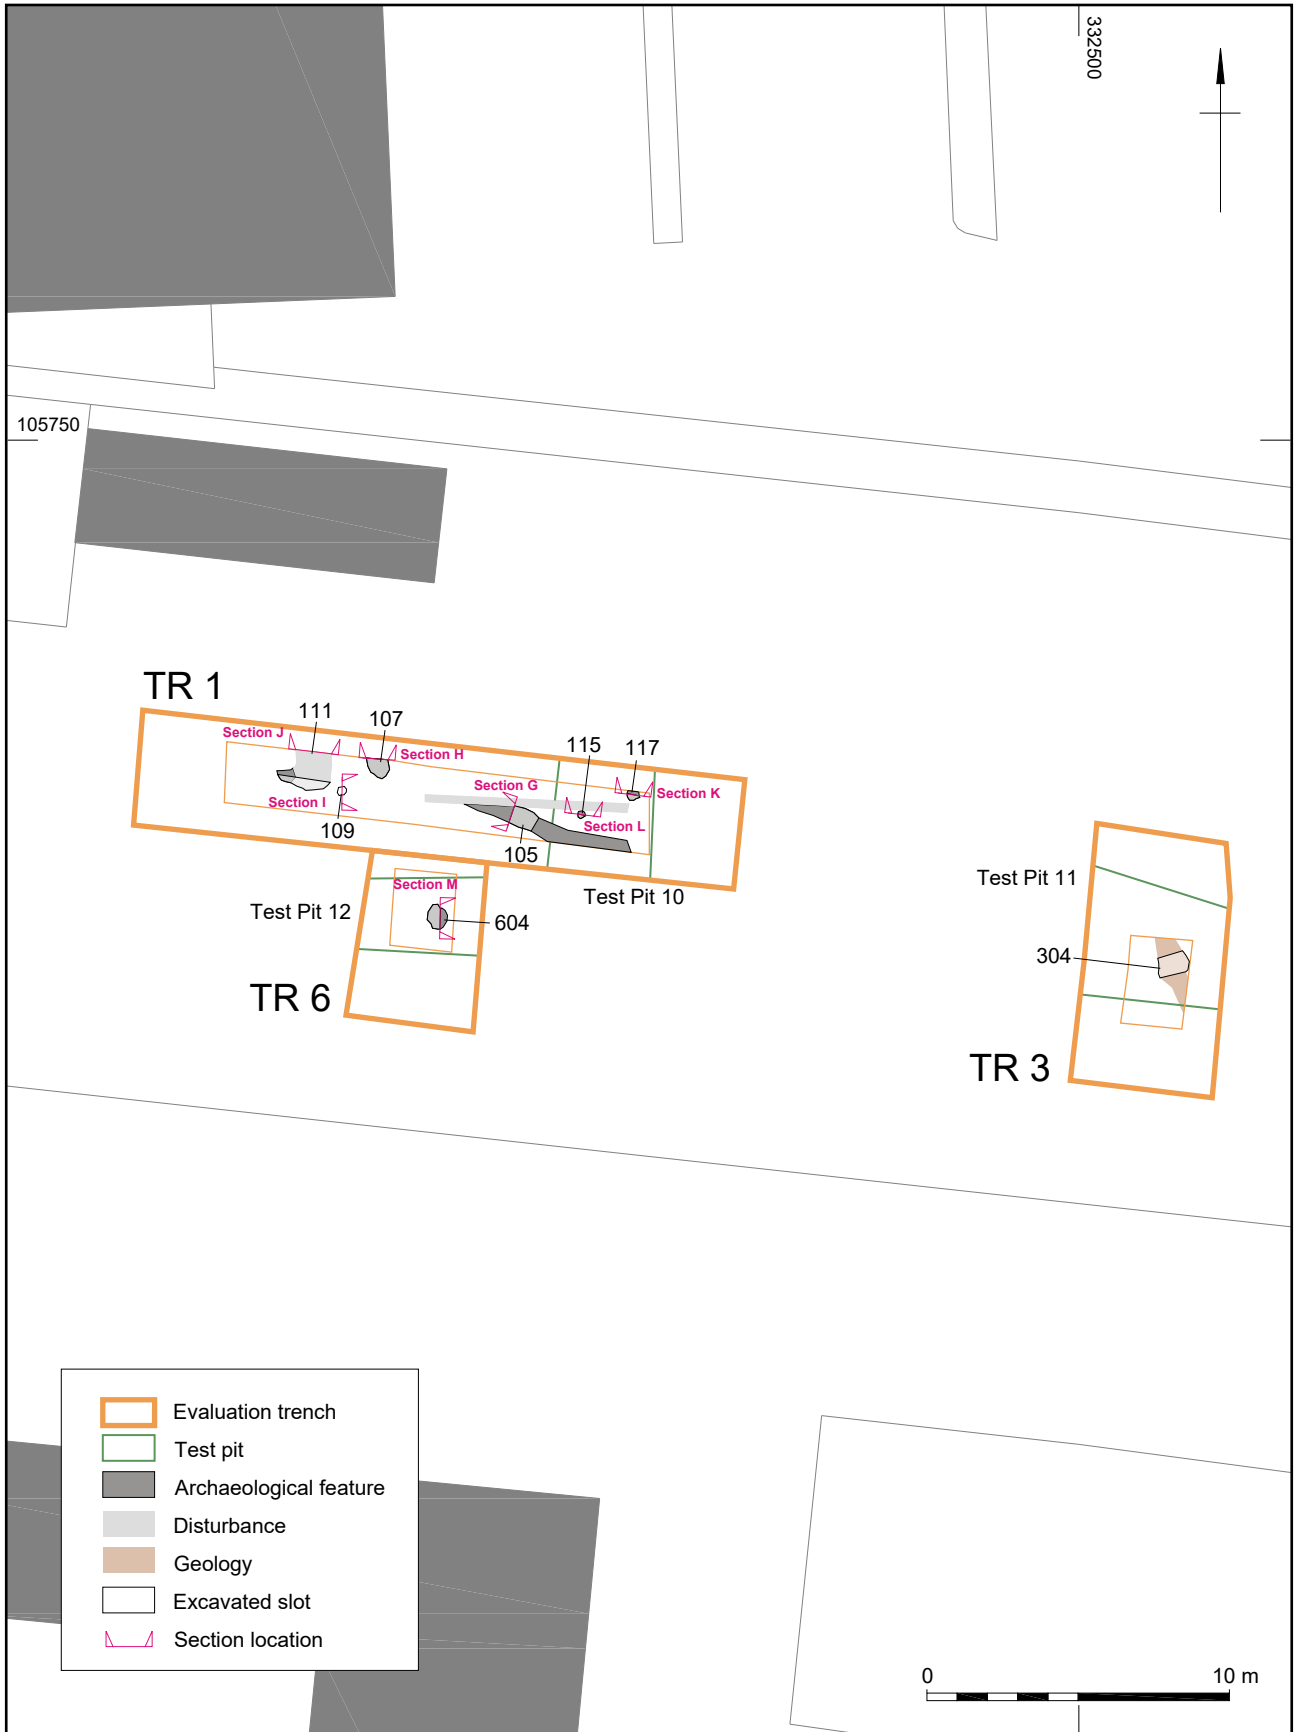 332500
105750
TR 1
111
107
Section J
Section H
115
117
Section G
Section K
Section I
109
Section L
105
Test Pit 10
Section M
Test Pit 12
604
TR 6
Test Pit 11
304
TR 3
Evaluation trench
Test pit
Archaeological feature
Disturbance
Geology
Excavated slot
Section location
0
10 m